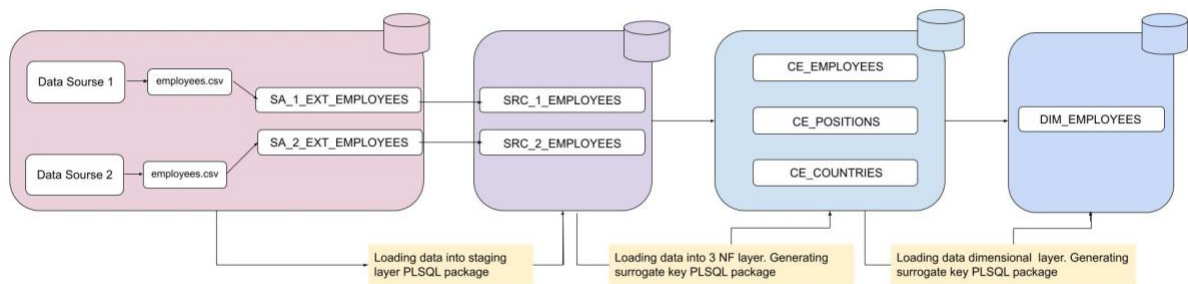 Data Sourse 1
employees.csv
SA_1_EXT_EMPLOYEES
SA_2_EXT_EMPLOYEES
Data Sourse 2
employees.csv
SRC_1_EMPLOYEES
SRC_2_EMPLOYEES
CE_EMPLOYEES
CE_POSITIONS
CE_COUNTRIES
DIM_EMPLOYEES
Loading data into staging
layer PLSQL package
Loading data into 3 NF layer. Generating
surrogate key PLSQL package
Loading data dimensional layer. Generating
surrogate key PLSQL package